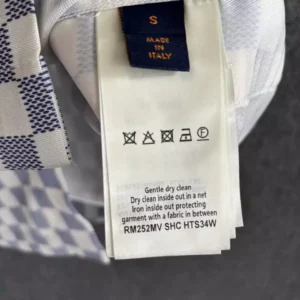 S
MADE
IN
ITALY
F
Gentle dry clean
Dry clean inside out in a net
Iron inside out protecting
garment with a fabric in between
RM252MV SHC HTS34W